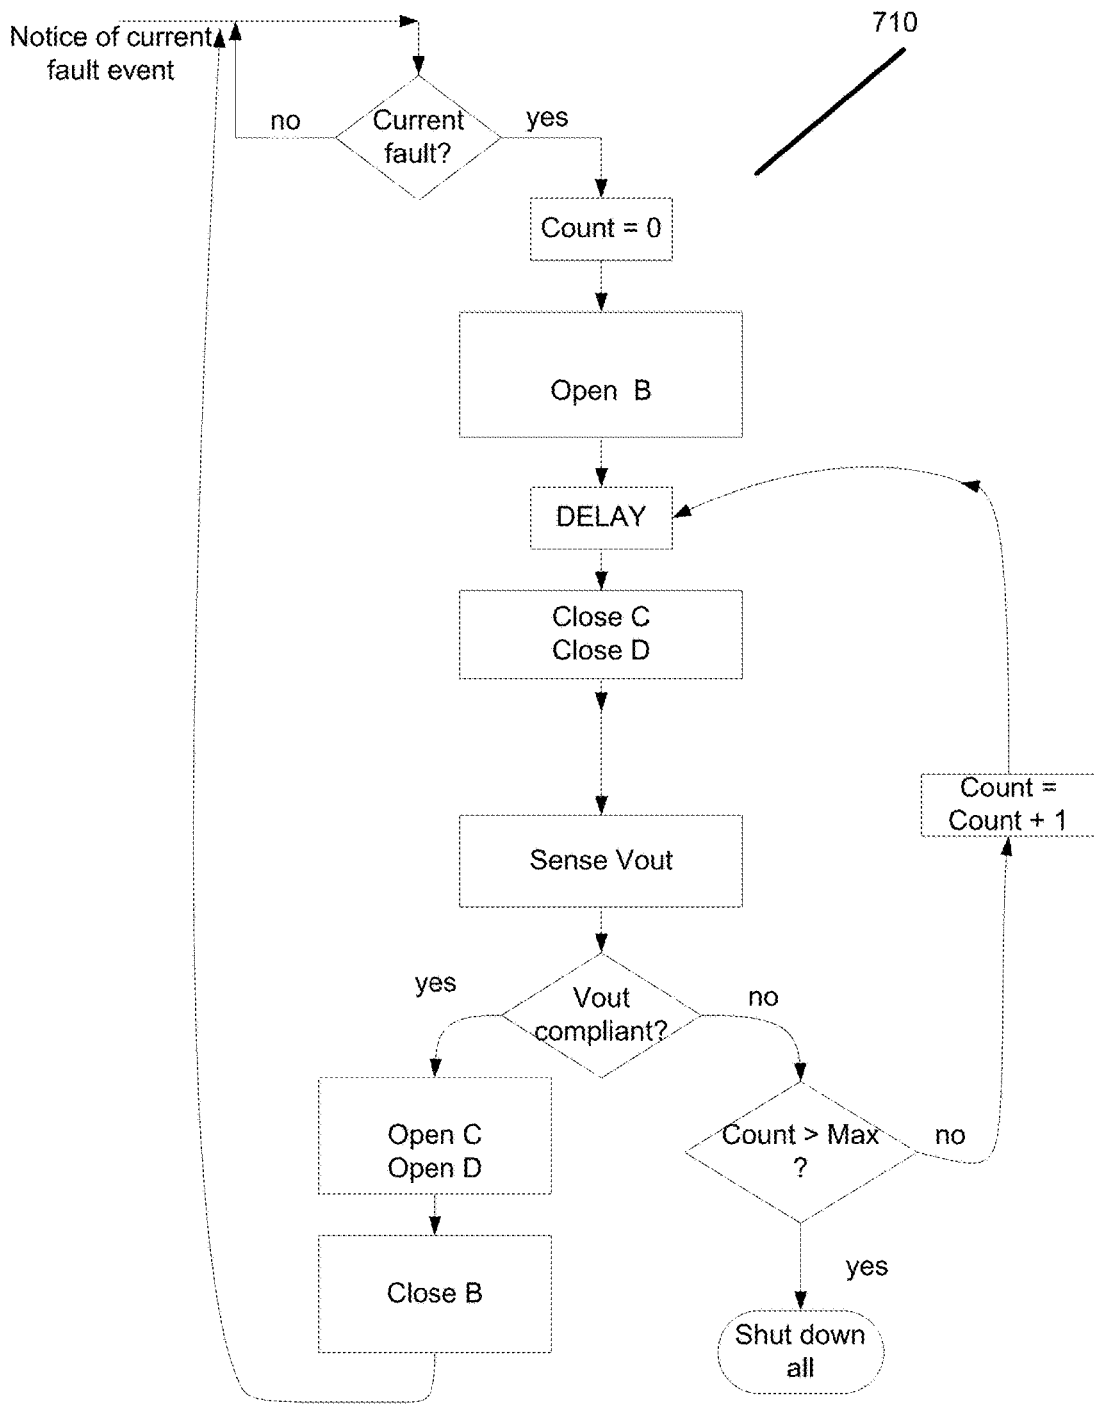 710
Notice of current
fault event
no
Current
fault?
yes
Count = 0
Open B
DELAY
Close C
Close D
Count =
Count + 1
Sense Vout
yes
Vout
compliant?
no
Open C
Open D
Count > Max
?
no
Close B
yes
Shut down
all